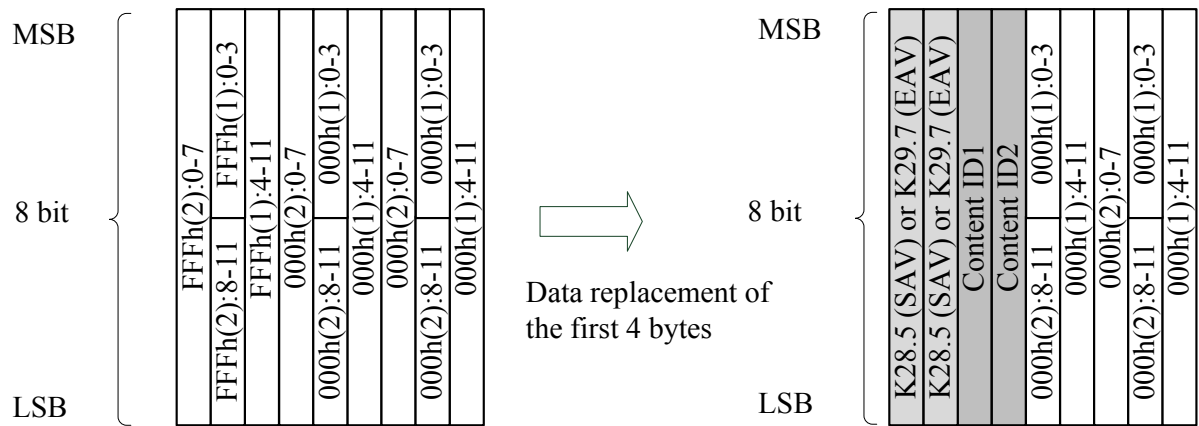 MSB
8 bit
LSB
FFFh(2):0-7
FFFh(1):0-3
FFFh(2):8-11
FFFh(1):4-11
000h(2):0-7
000h(1):0-3
000h(2):8-11
000h(1):4-11
000h(2):0-7
000h(1):0-3
000h(2):8-11
000h(1):4-11
Data replacement of
the first 4 bytes
MSB
8 bit
LSB
K28.5 (SAV) or K29.7 (EAV)
K28.5 (SAV) or K29.7 (EAV)
Content ID1
Content ID2
000h(1):0-3
000h(2):8-11
000h(1):4-11
000h(2):0-7
000h(1):0-3
000h(2):8-11
000h(1):4-11